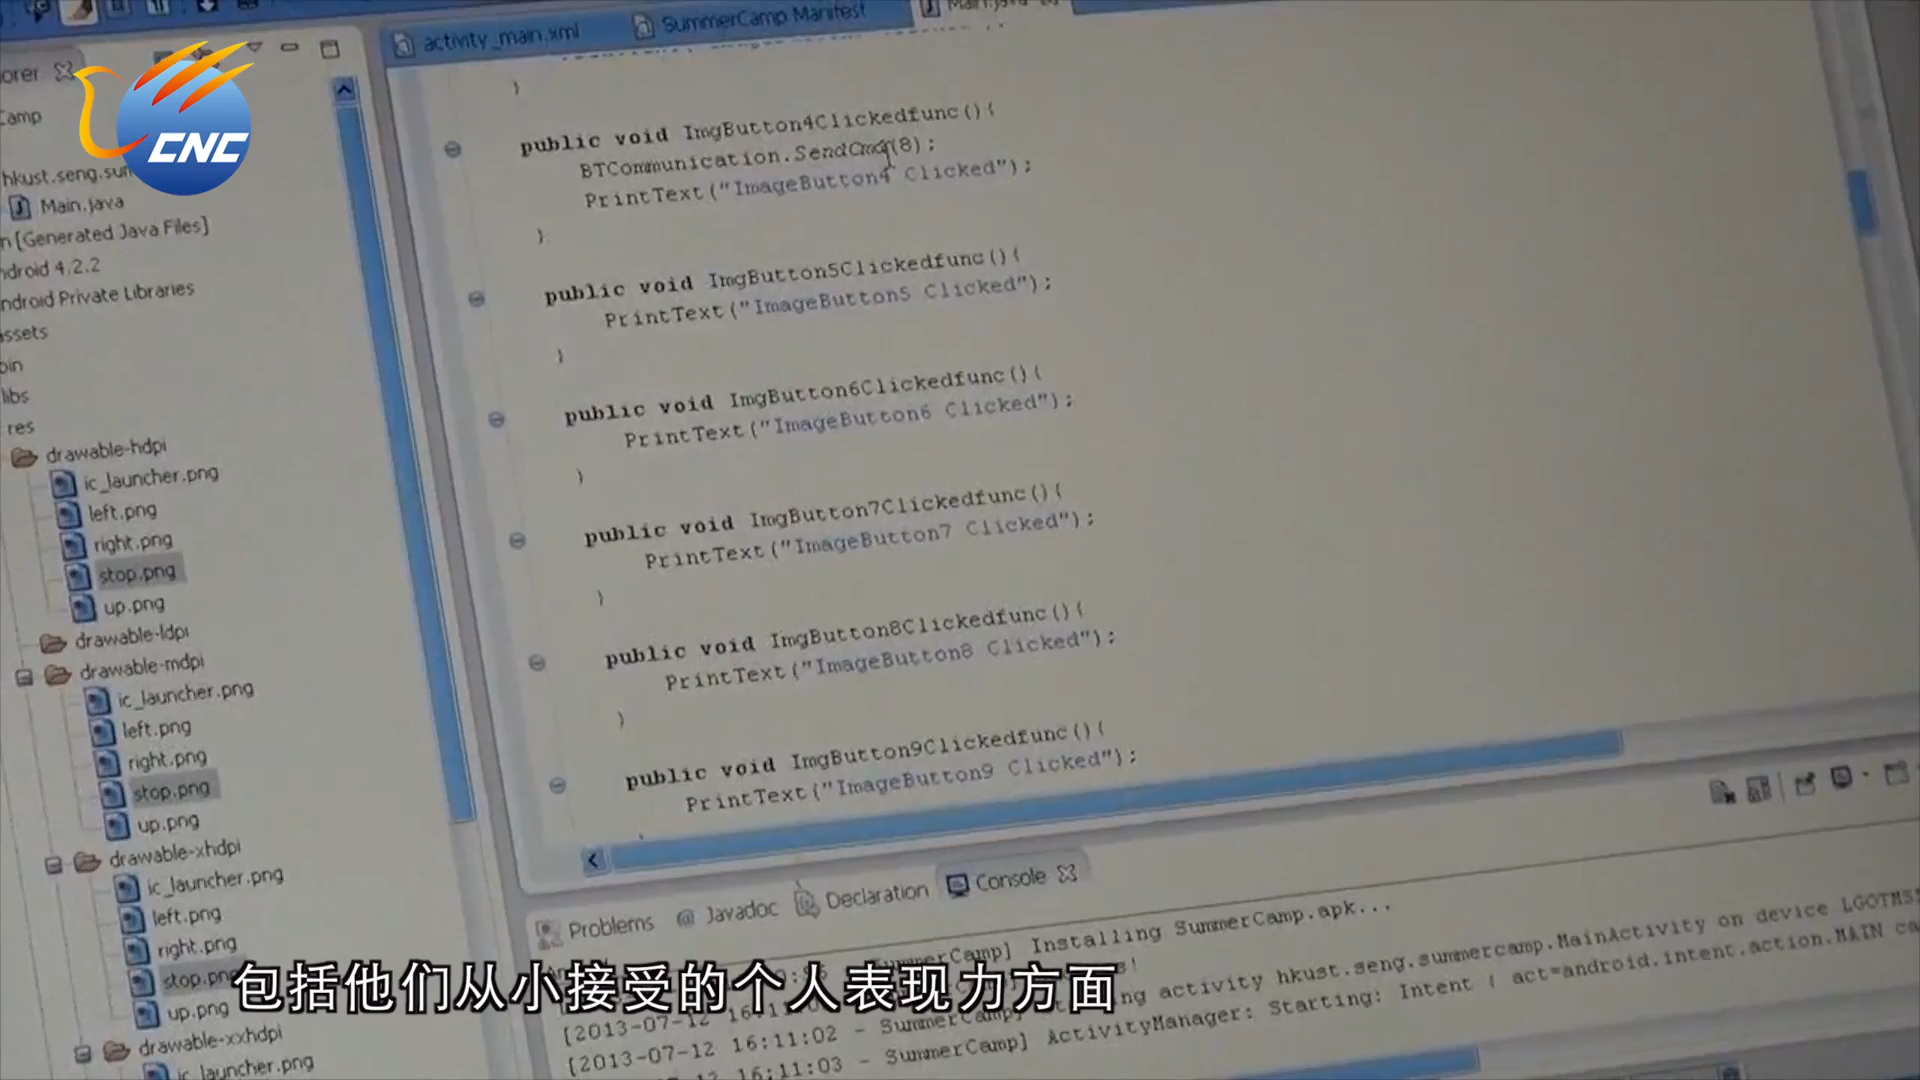 activity_main.xml
SummerCamp Manifest
Main.java
orer
CNC
Camp
hkust.seng.sum
Main.java
n [Generated Java Files]
ndroid 4.2.2
ndroid Private Libraries
assets
bin
libs
res
drawable-hdpi
ic_launcher.png
left.png
right.png
stop.png
up.png
drawable-ldpi
drawable-mdpi
ic_launcher.png
left.png
right.png
stop.png
up.png
drawable-xhdpi
ic_launcher.png
left.png
right.png
stop.png
up.png
drawable-xxhdpi
ic_launcher.png
}
public void ImgButton4Clickedfunc(){
BTCommunication.SendCmd(8);
PrintText("ImageButton4 Clicked");
}
public void ImgButton5Clickedfunc(){
PrintText("ImageButton5 Clicked");
}
public void ImgButton6Clickedfunc(){
PrintText("ImageButton6 Clicked");
}
public void ImgButton7Clickedfunc(){
PrintText("ImageButton7 Clicked");
}
public void ImgButton8Clickedfunc(){
PrintText("ImageButton8 Clicked");
}
public void ImgButton9Clickedfunc(){
PrintText("ImageButton9 Clicked");
Problems
Javadoc
Declaration
Console
erCamp] Installing SummerCamp.apk...
ng activity hkust.seng.summercamp.MainActivity on device LGOTMS
[2013-07-12 16:11:02 - SummerCamp]
[2013-07-12 16:11:03 - SummerCamp] ActivityManager: Starting: Intent { act=android.intent.action.MAIN ca
包括他们从小接受的个人表现力方面